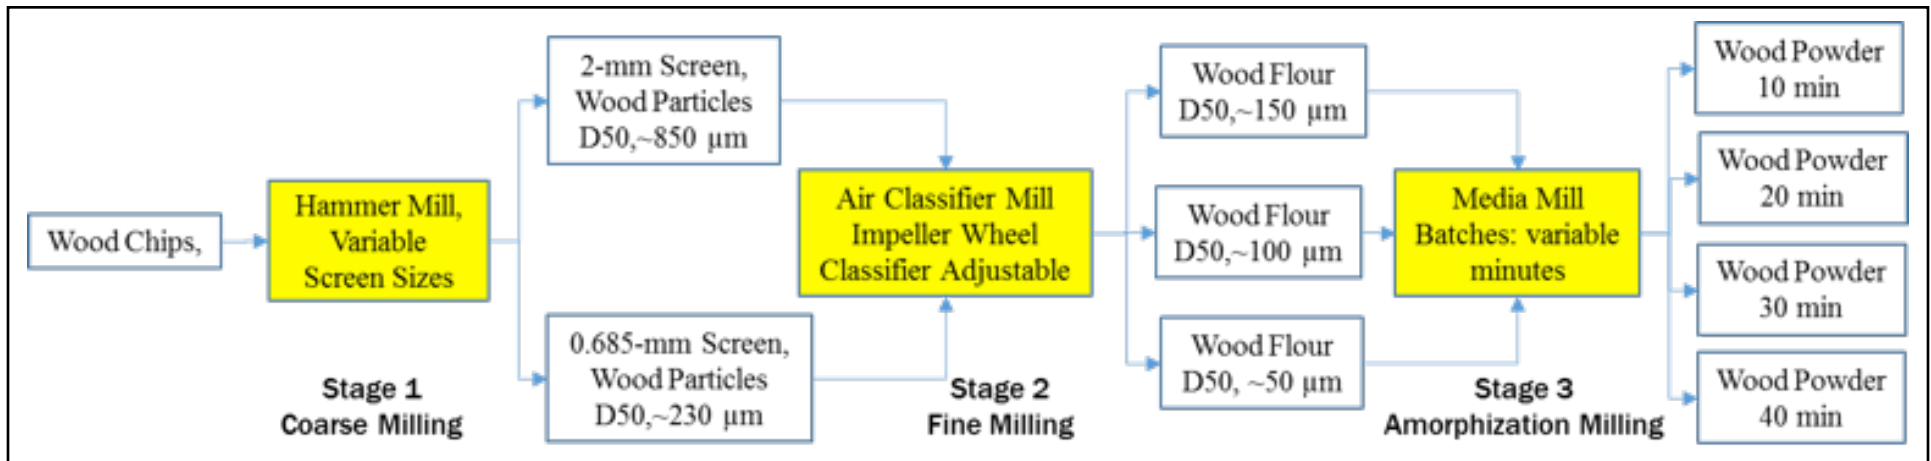 Wood Chips,
Hammer Mill,
Variable
Screen Sizes
Stage 1
Coarse Milling
2-mm Screen,
Wood Particles
D50,~850 µm
0.685-mm Screen,
Wood Particles
D50,~230 µm
Air Classifier Mill
Impeller Wheel
Classifier Adjustable
Stage 2
Fine Milling
Wood Flour
D50,~150 µm
Wood Flour
D50,~100 µm
Wood Flour
D50, ~50 µm
Media Mill
Batches: variable
minutes
Stage 3
Amorphization Milling
Wood Powder
10 min
Wood Powder
20 min
Wood Powder
30 min
Wood Powder
40 min